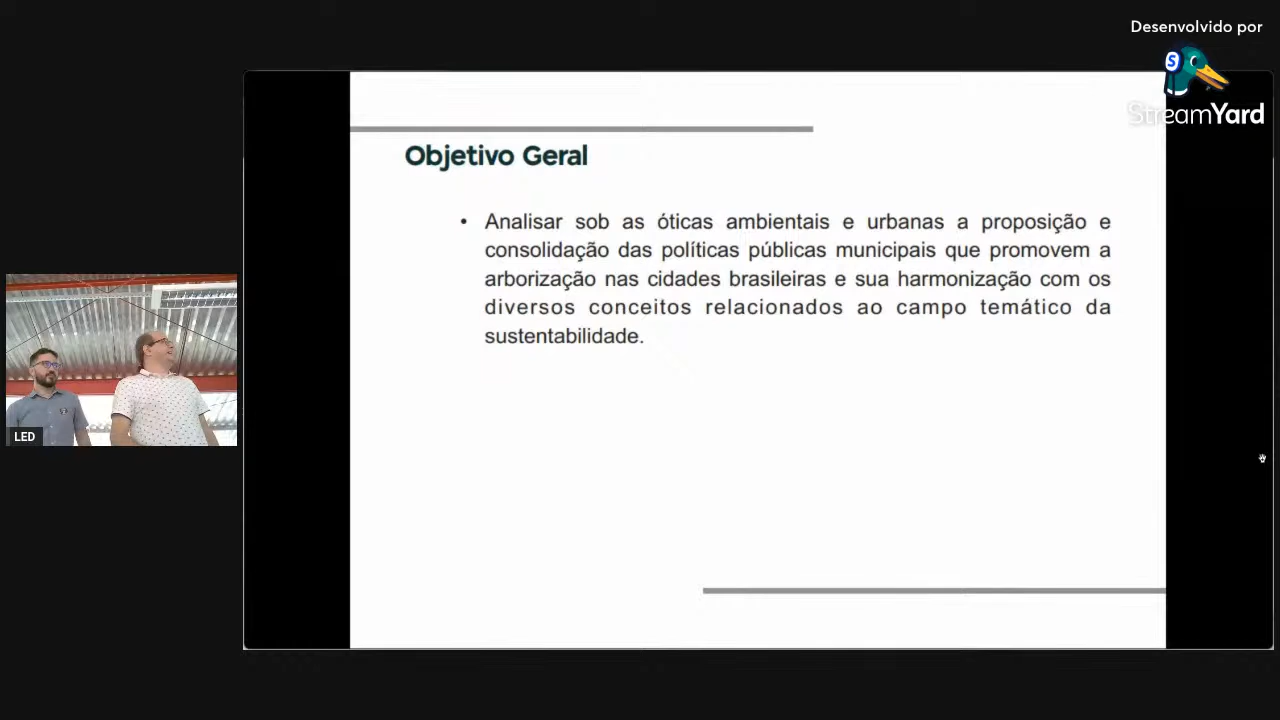 Desenvolvido por
S
StreamYard
Objetivo Geral
• Analisar sob as óticas ambientais e urbanas a proposição e
consolidação das políticas públicas municipais que promovem a
arborização nas cidades brasileiras e sua harmonização com os
diversos conceitos relacionados ao campo temático da
sustentabilidade.
LED